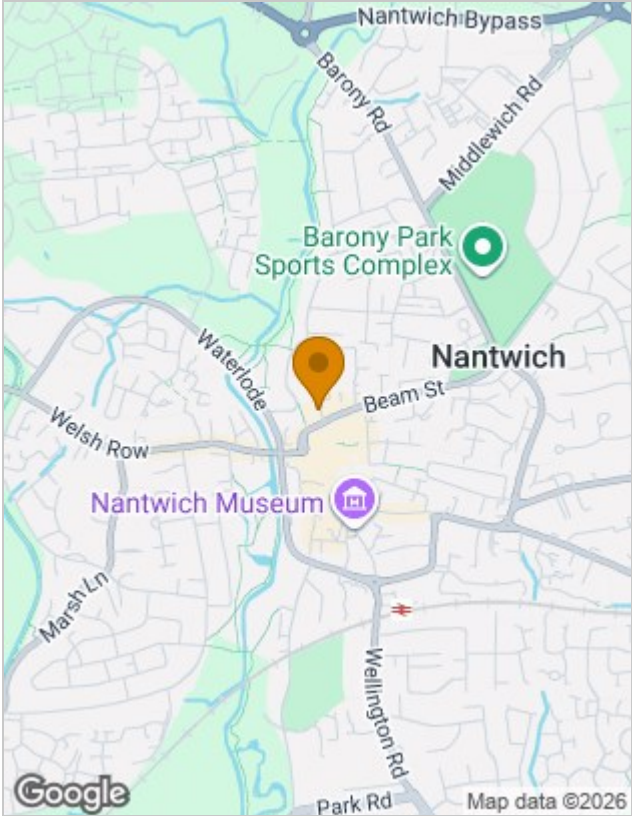 Nantwich Bypass
Barony Rd
Middlewich Rd
Barony Park
Sports Complex
Waterlode
Nantwich
Beam St
Welsh Row
Nantwich Museum
Marsh Ln
Wellington Rd
Google
Park Rd
Map data ©2026